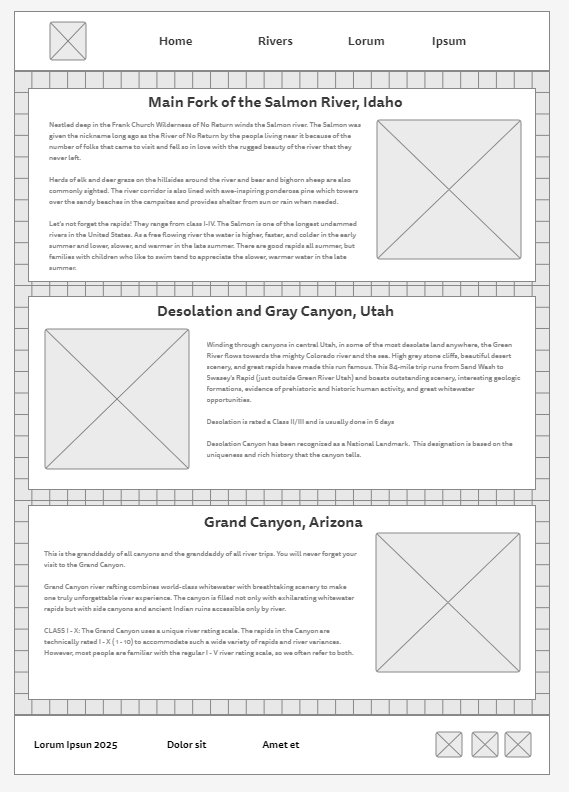 Home Rivers Lorum Ipsum
Main Fork of the Salmon River, Idaho
Nestled deep in the Frank Church Wilderness of No Return winds the Salmon river. The Salmon was
given the nickname long ago as the River of No Return by the people living near it because of the
number of folks that came to visit and fell so in love with the rugged beauty of the river that they
never left.
Herds of elk and deer graze on the hillsides around the river and bear and bighorn sheep are also
commonly sighted. The river corridor is also lined with awe-inspiring ponderosa pine which towers
over the sandy beaches in the campsites and provides shelter from sun or rain when needed.
Let's not forget the rapids! They range from class I-IV. The Salmon is one of the longest undammed
rivers in the United States. As a free flowing river the water is higher, faster, and colder in the early
summer and lower, slower, and warmer in the late summer. There are good rapids all summer, but
families with children who like to swim tend to appreciate the slower, warmer water in the late
summer.
Desolation and Gray Canyon, Utah
Winding through canyons in central Utah, in some of the most desolate land anywhere, the Green
River flows towards the mighty Colorado river and the sea. High grey stone cliffs, beautiful desert
scenery, and great rapids have made this run famous. This 84-mile trip runs from Sand Wash to
Swasey's Rapid (just outside Green River Utah) and boasts outstanding scenery, interesting geologic
formations, evidence of prehistoric and historic human activity, and great whitewater
opportunities.
Desolation is rated a Class II/III and is usually done in 6 days
Desolation Canyon has been recognized as a National Landmark. This designation is based on the
uniqueness and rich history that the canyon tells.
Grand Canyon, Arizona
This is the granddaddy of all canyons and the granddaddy of all river trips. You will never forget your
visit to the Grand Canyon.
Grand Canyon river rafting combines world-class whitewater with breathtaking scenery to make
one truly unforgettable river experience. The canyon is filled not only with exhilarating whitewater
rapids but with side canyons and ancient Indian ruins accessible only by river.
CLASS I - X: The Grand Canyon uses a unique river rating scale. The rapids in the Canyon are
technically rated I - X ( 1 - 10) to accommodate such a wide variety of rapids and river variances.
However, most people are familiar with the regular I - V river rating scale, so we often refer to both.
Lorum Ipsun 2025 Dolor sit Amet et